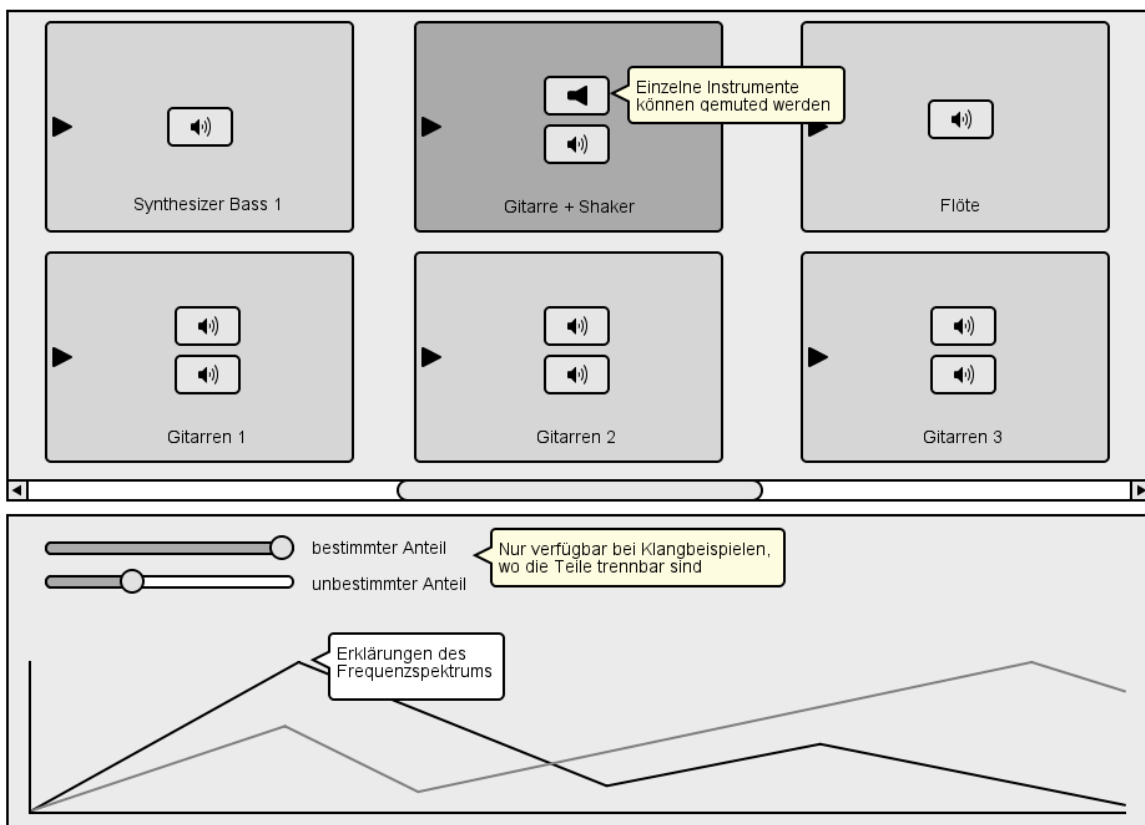 Einzelne Instrumente
können gemuted werden
Synthesizer Bass 1
Gitarre + Shaker
Flöte
Gitarren 1
Gitarren 2
Gitarren 3
bestimmter Anteil
unbestimmter Anteil
Nur verfügbar bei Klangbeispielen,
wo die Teile trennbar sind
Erklärungen des
Frequenzspektrums